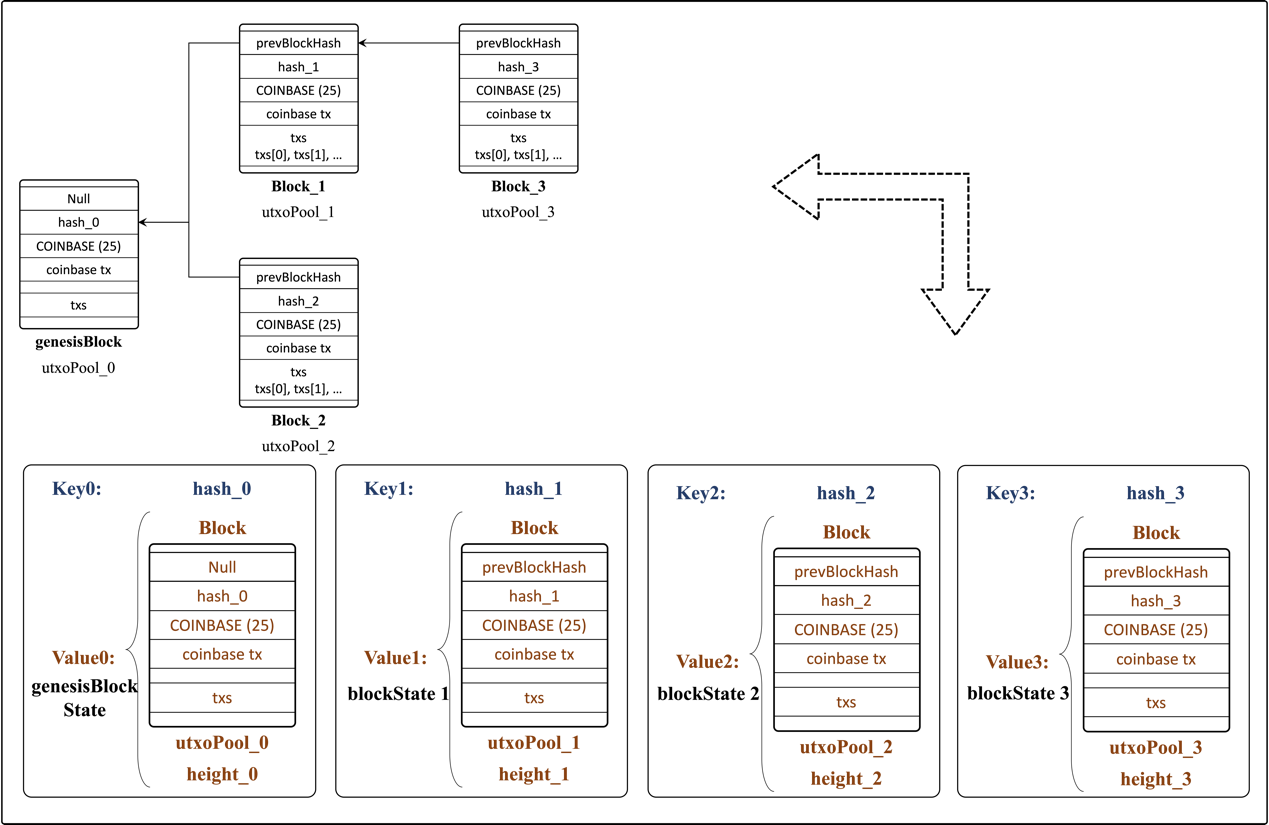 prevBlockHash
hash_1
COINBASE (25)
coinbase tx
txs
txs[0], txs[1], ...
Block_1
utxoPool_1
prevBlockHash
hash_3
COINBASE (25)
coinbase tx
txs
txs[0], txs[1], ...
Block_3
utxoPool_3
Null
hash_0
COINBASE (25)
coinbase tx
txs
genesisBlock
utxoPool_0
prevBlockHash
hash_2
COINBASE (25)
coinbase tx
txs
txs[0], txs[1], ...
Block_2
utxoPool_2
Key0: hash_0
Block
Null
hash_0
COINBASE (25)
coinbase tx
txs
Value0:
genesisBlock
State
utxoPool_0
height_0
Key1: hash_1
Block
prevBlockHash
hash_1
COINBASE (25)
coinbase tx
txs
Value1:
blockState 1
utxoPool_1
height_1
Key2: hash_2
Block
prevBlockHash
hash_2
COINBASE (25)
coinbase tx
txs
Value2:
blockState 2
utxoPool_2
height_2
Key3: hash_3
Block
prevBlockHash
hash_3
COINBASE (25)
coinbase tx
txs
Value3:
blockState 3
utxoPool_3
height_3